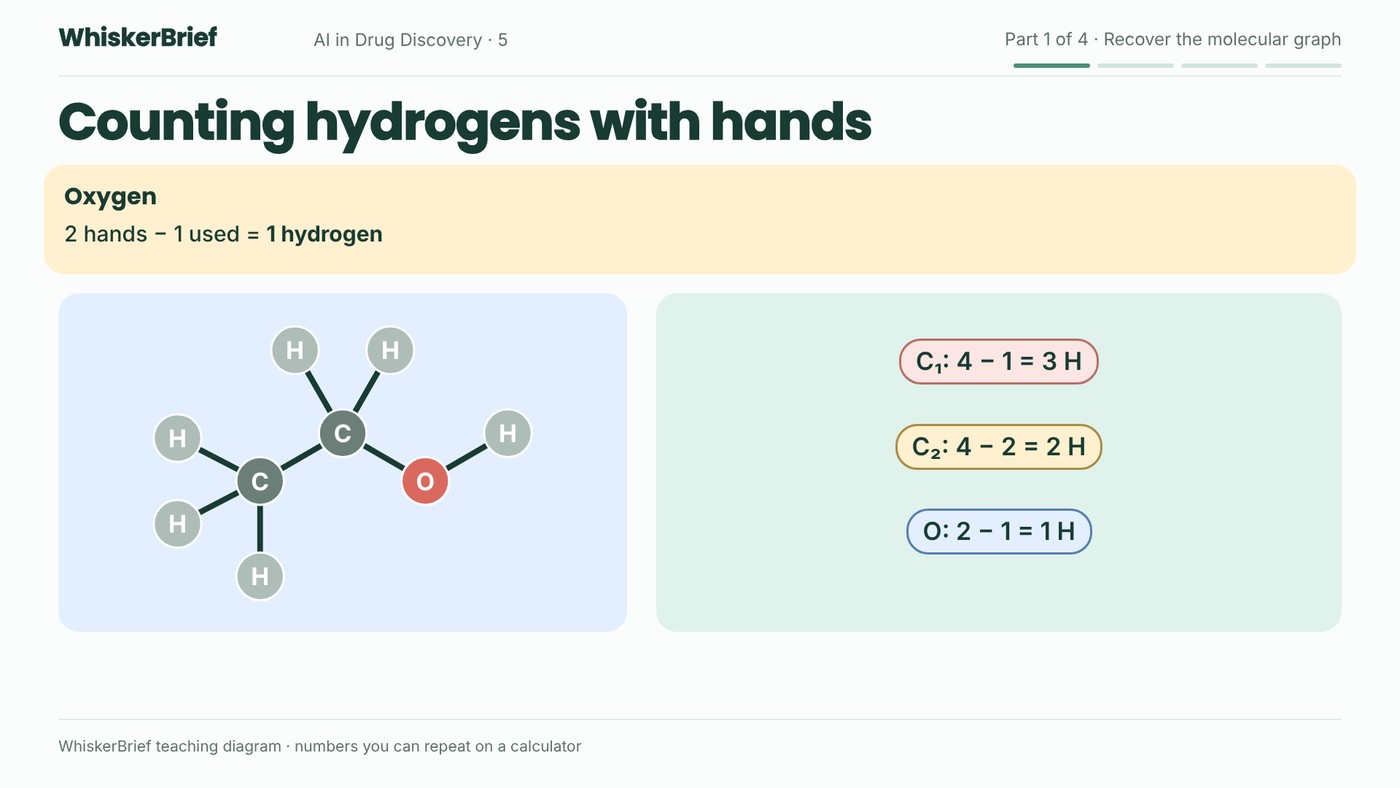 WhiskerBrief
AI in Drug Discovery · 5
Part 1 of 4 · Recover the molecular graph
Counting hydrogens with hands
Oxygen
2 hands − 1 used = 1 hydrogen
H
H
H
C
H
C
O
H
H
C₁: 4 − 1 = 3 H
C₂: 4 − 2 = 2 H
O: 2 − 1 = 1 H
WhiskerBrief teaching diagram · numbers you can repeat on a calculator